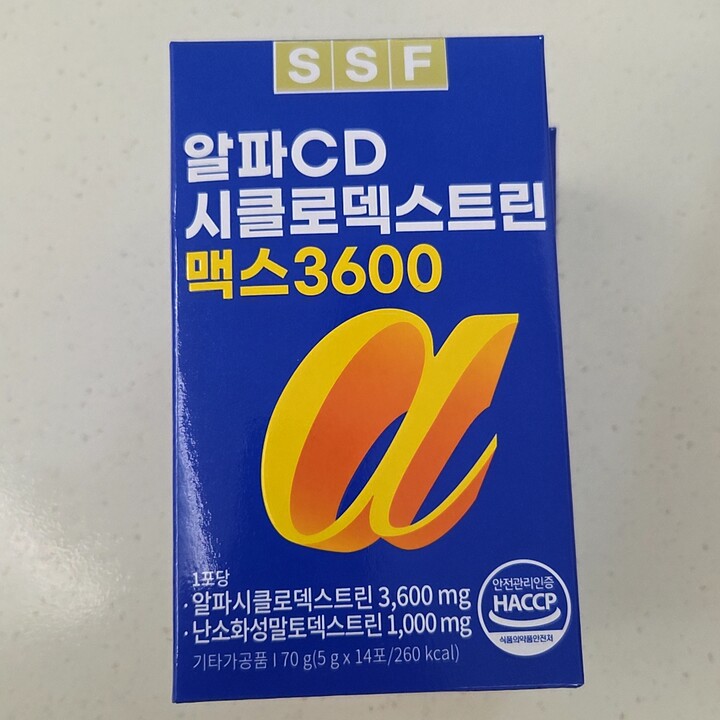 SSF
알파CD
시클로덱스트린
맥스3600
1포당
· 알파시클로덱스트린 3,600 mg
· 난소화성말토덱스트린 1,000 mg
기타가공품 I 70 g(5 g x 14포/260 kcal)
안전관리인증
HACCP
식품의약품안전처